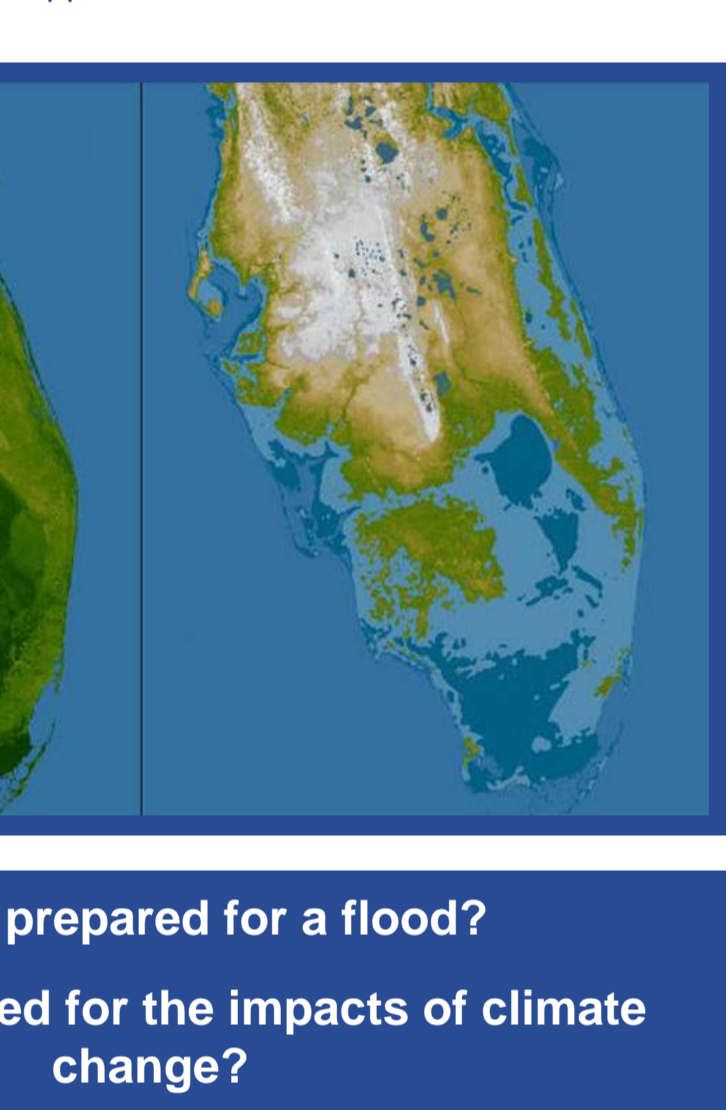 prepared for a flood?
ed for the impacts of climate
change?